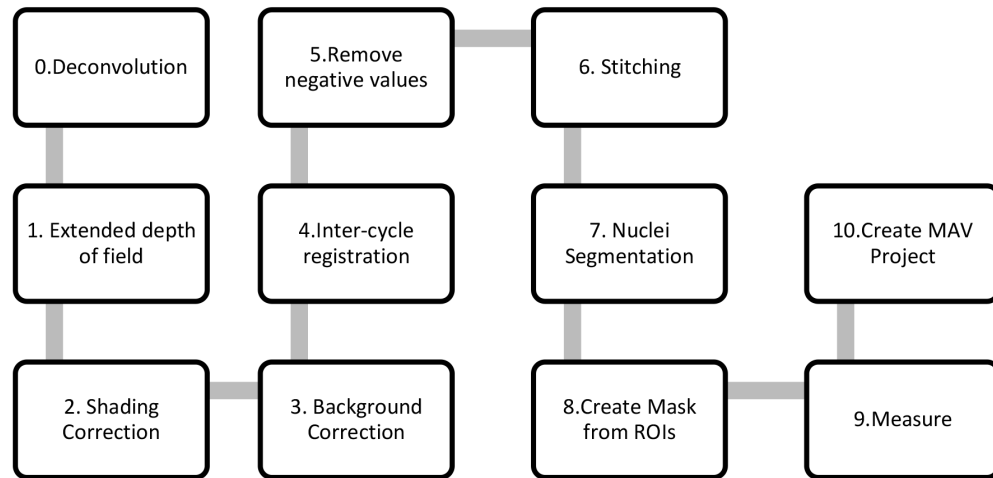 0.Deconvolution
1. Extended depth
of field
2. Shading
Correction
3. Background
Correction
4.Inter-cycle
registration
5.Remove
negative values
6. Stitching
7. Nuclei
Segmentation
8.Create Mask
from ROIs
9.Measure
10.Create MAV
Project